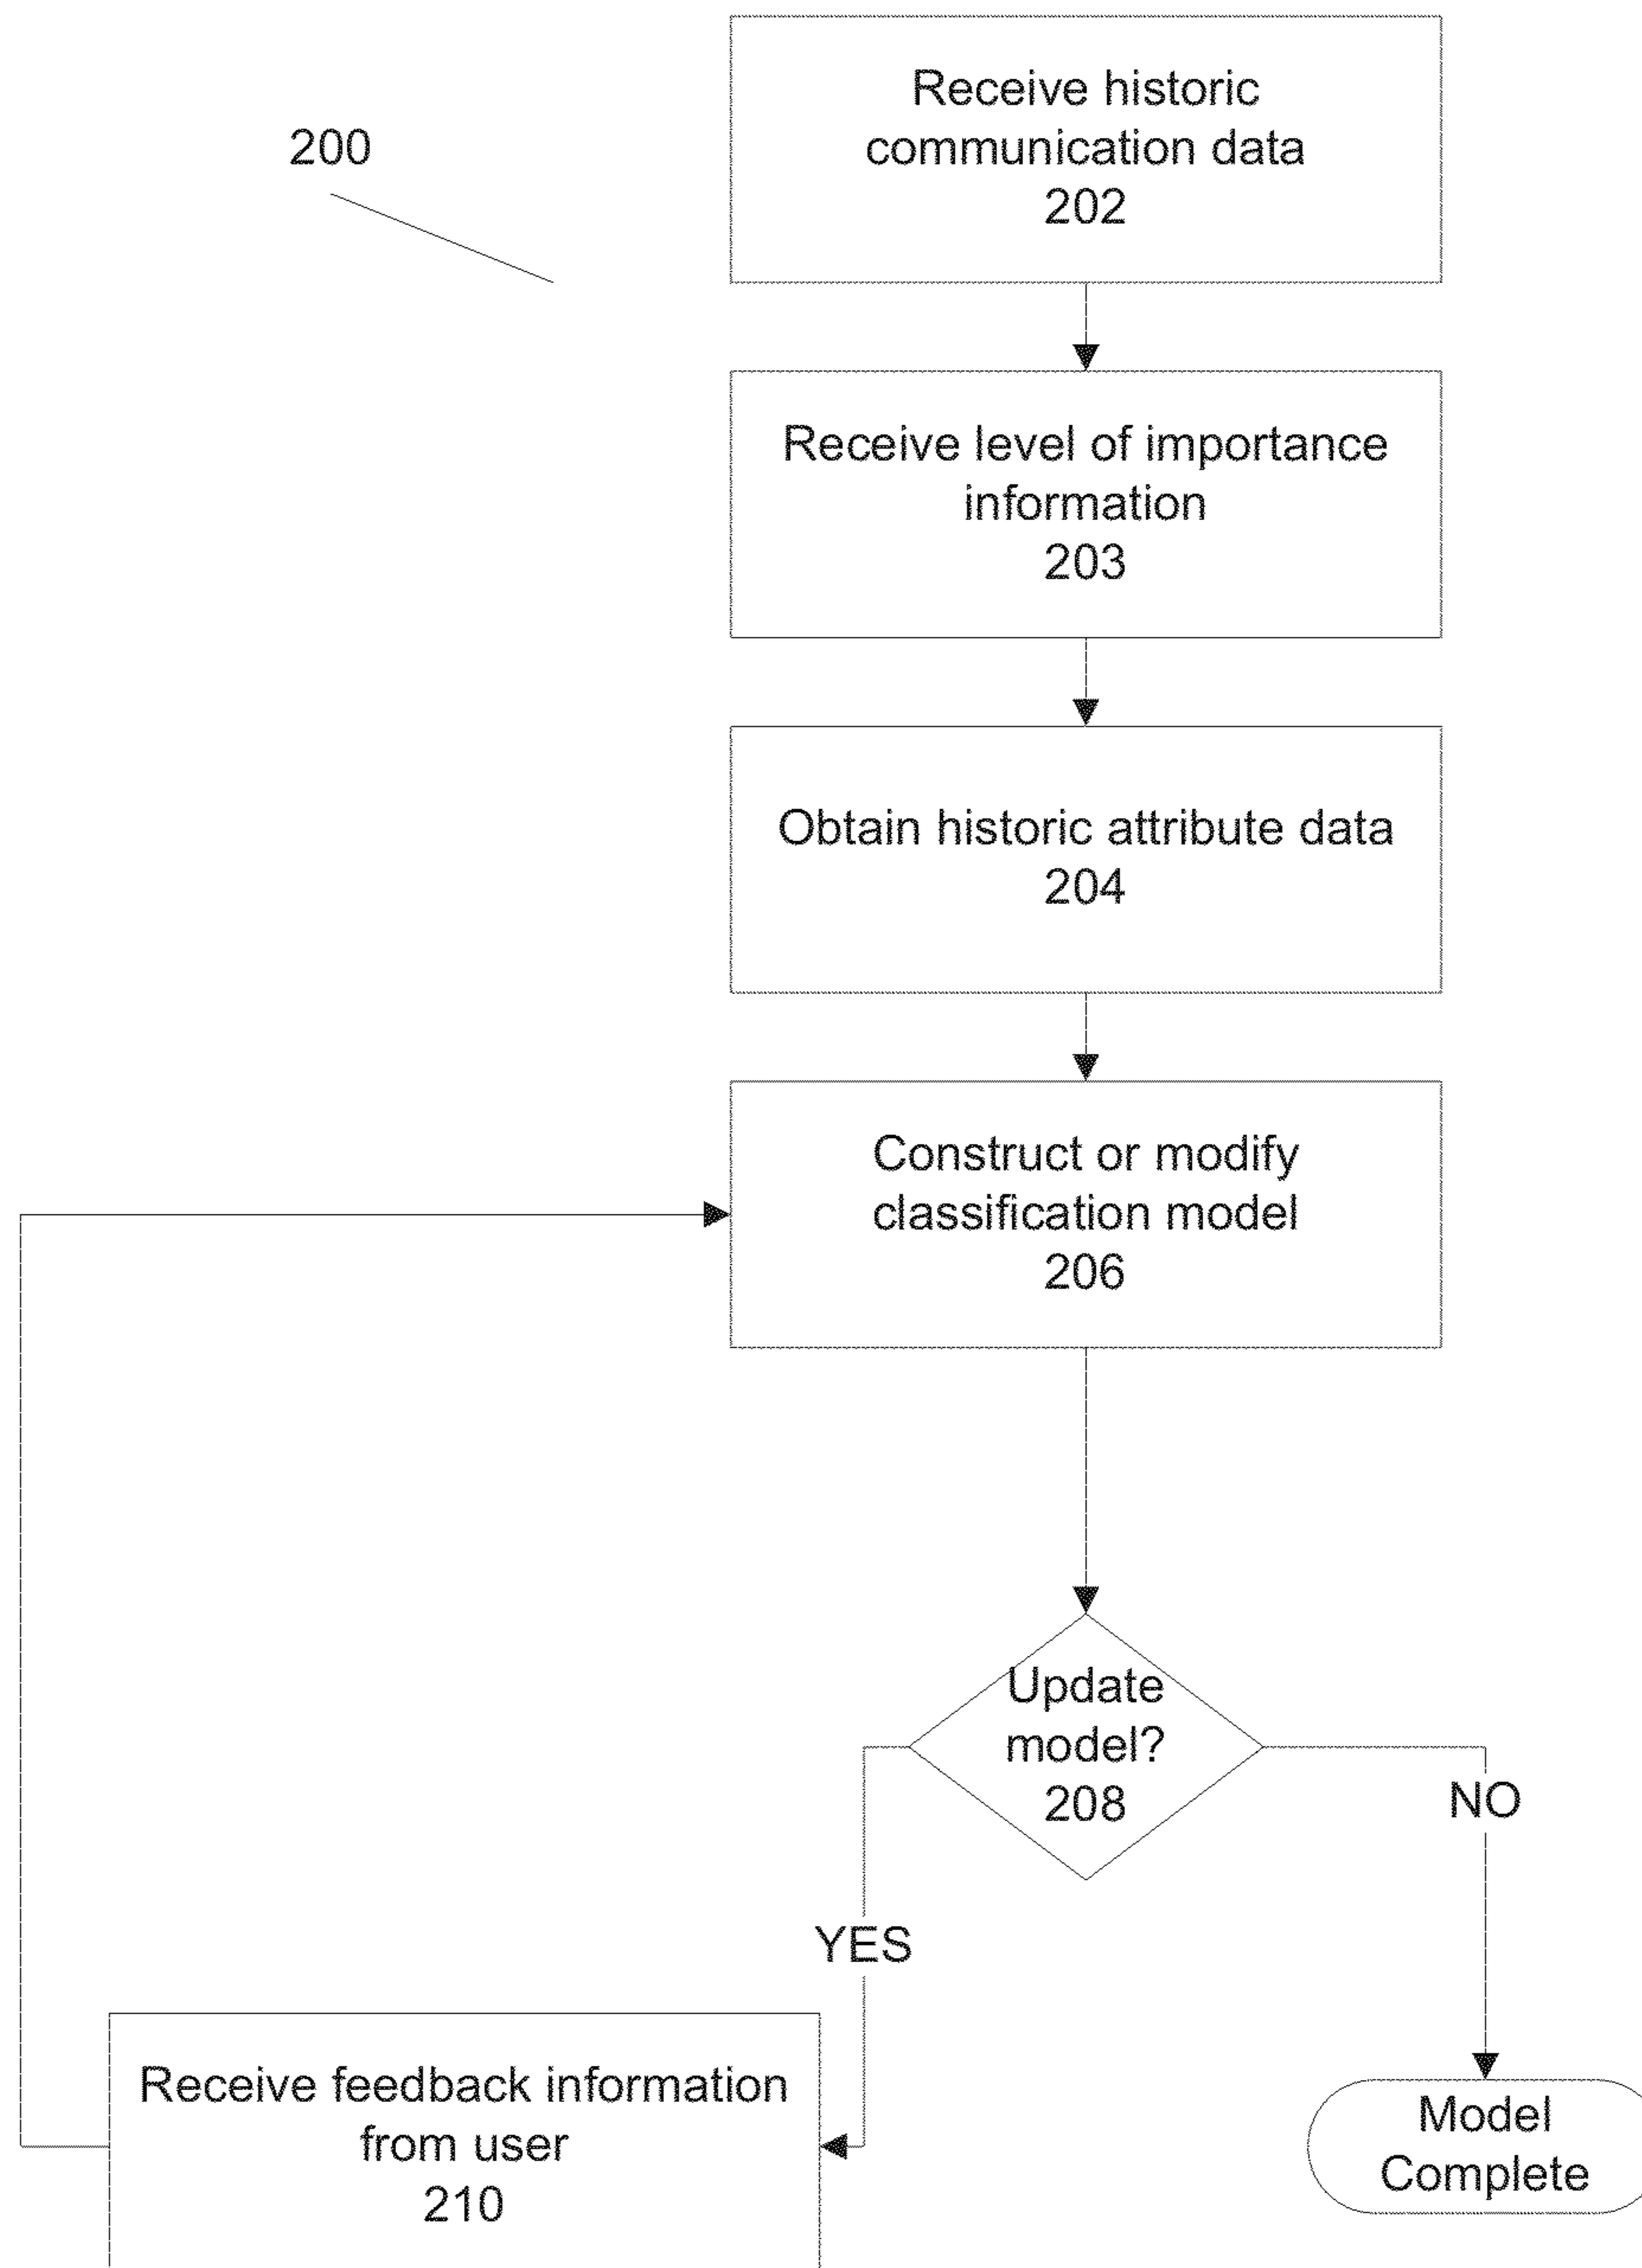 200
Receive historic
communication data
202
Receive level of importance
information
203
Obtain historic attribute data
204
Construct or modify
classification model
206
Update
model?
208
NO
YES
Receive feedback information
from user
210
Model
Complete